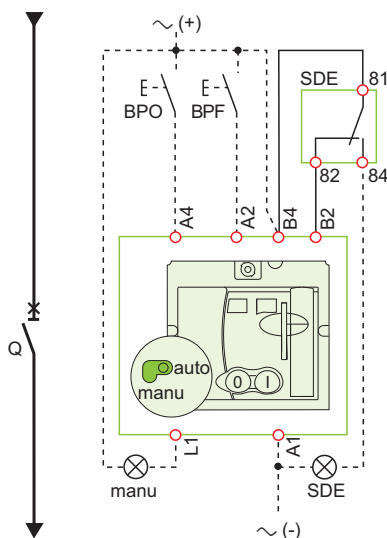 ∼ (+)
SDE
81
BPO
BPF
82
84
A4
A2
B4
B2
Q
auto
manu
0
I
L1
A1
manu
SDE
∼ (-)